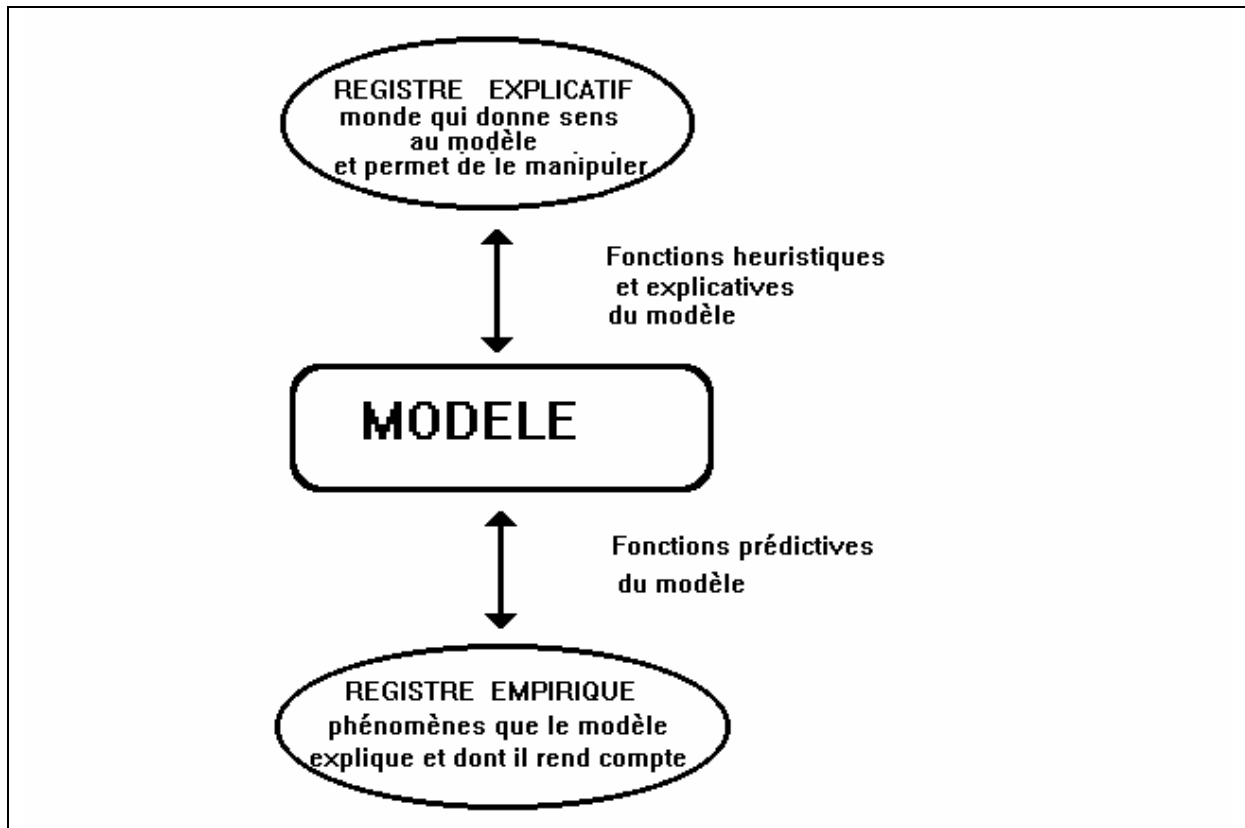 REGISTRE EXPLICATIF
monde qui donne sens
au modèle
et permet de le manipuler
Fonctions heuristiques
et explicatives
du modèle
MODELE
Fonctions prédictives
du modèle
REGISTRE EMPIRIQUE
phénomènes que le modèle
explique et dont il rend compte